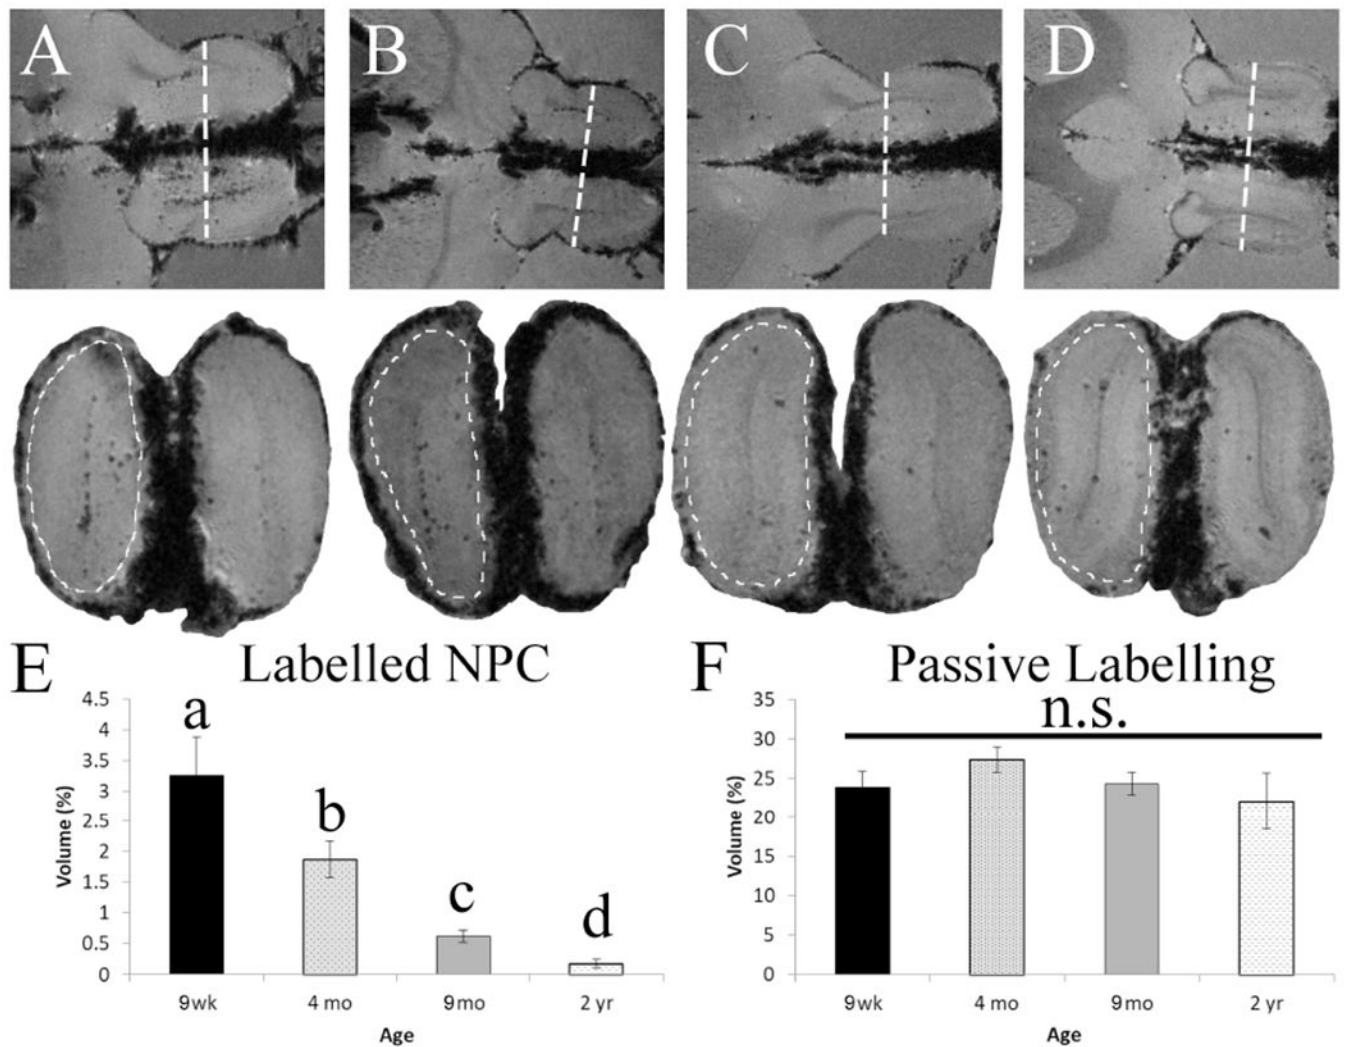 A B C D
E Labelled NPC
F Passive Labelling
4.5
4
3.5
3
2.5
2
1.5
1
0.5
0
Volume (%)
a
b
c
d
9wk 4 mo 9mo 2 yr
Age
35
30
25
20
15
10
5
0
Volume (%)
n.s.
9wk 4 mo 9mo 2 yr
Age